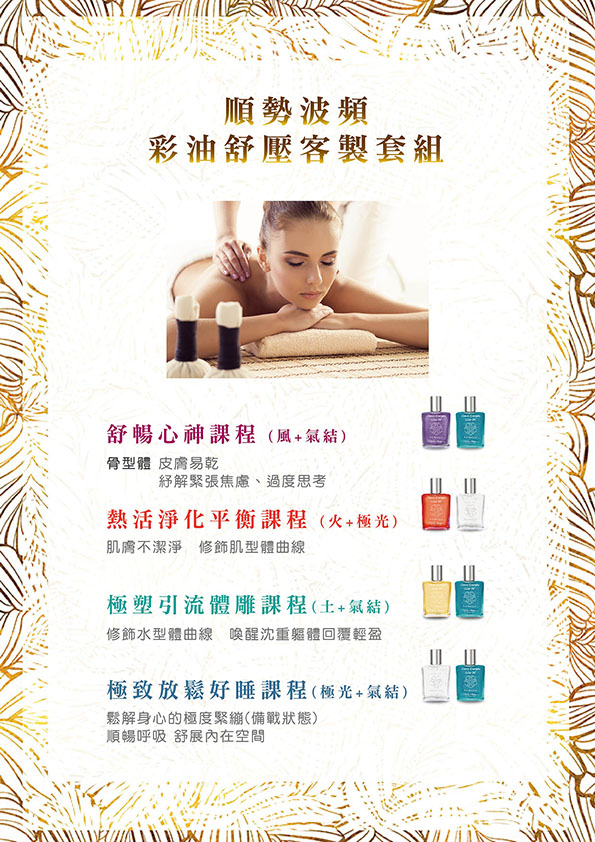 順勢波頻
彩油舒壓客製套組
舒暢心神課程 (風+氣結)
骨型體 皮膚易乾
紓解緊張焦慮、過度思考
熱活淨化平衡課程 (火+極光)
肌膚不潔淨 修飾肌型體曲線
極塑引流體雕課程(土+氣結)
修飾水型體曲線 喚醒沈重軀體回覆輕盈
極致放鬆好睡課程(極光+氣結)
鬆解身心的極度緊繃(備戰狀態)
順暢呼吸 舒展內在空間